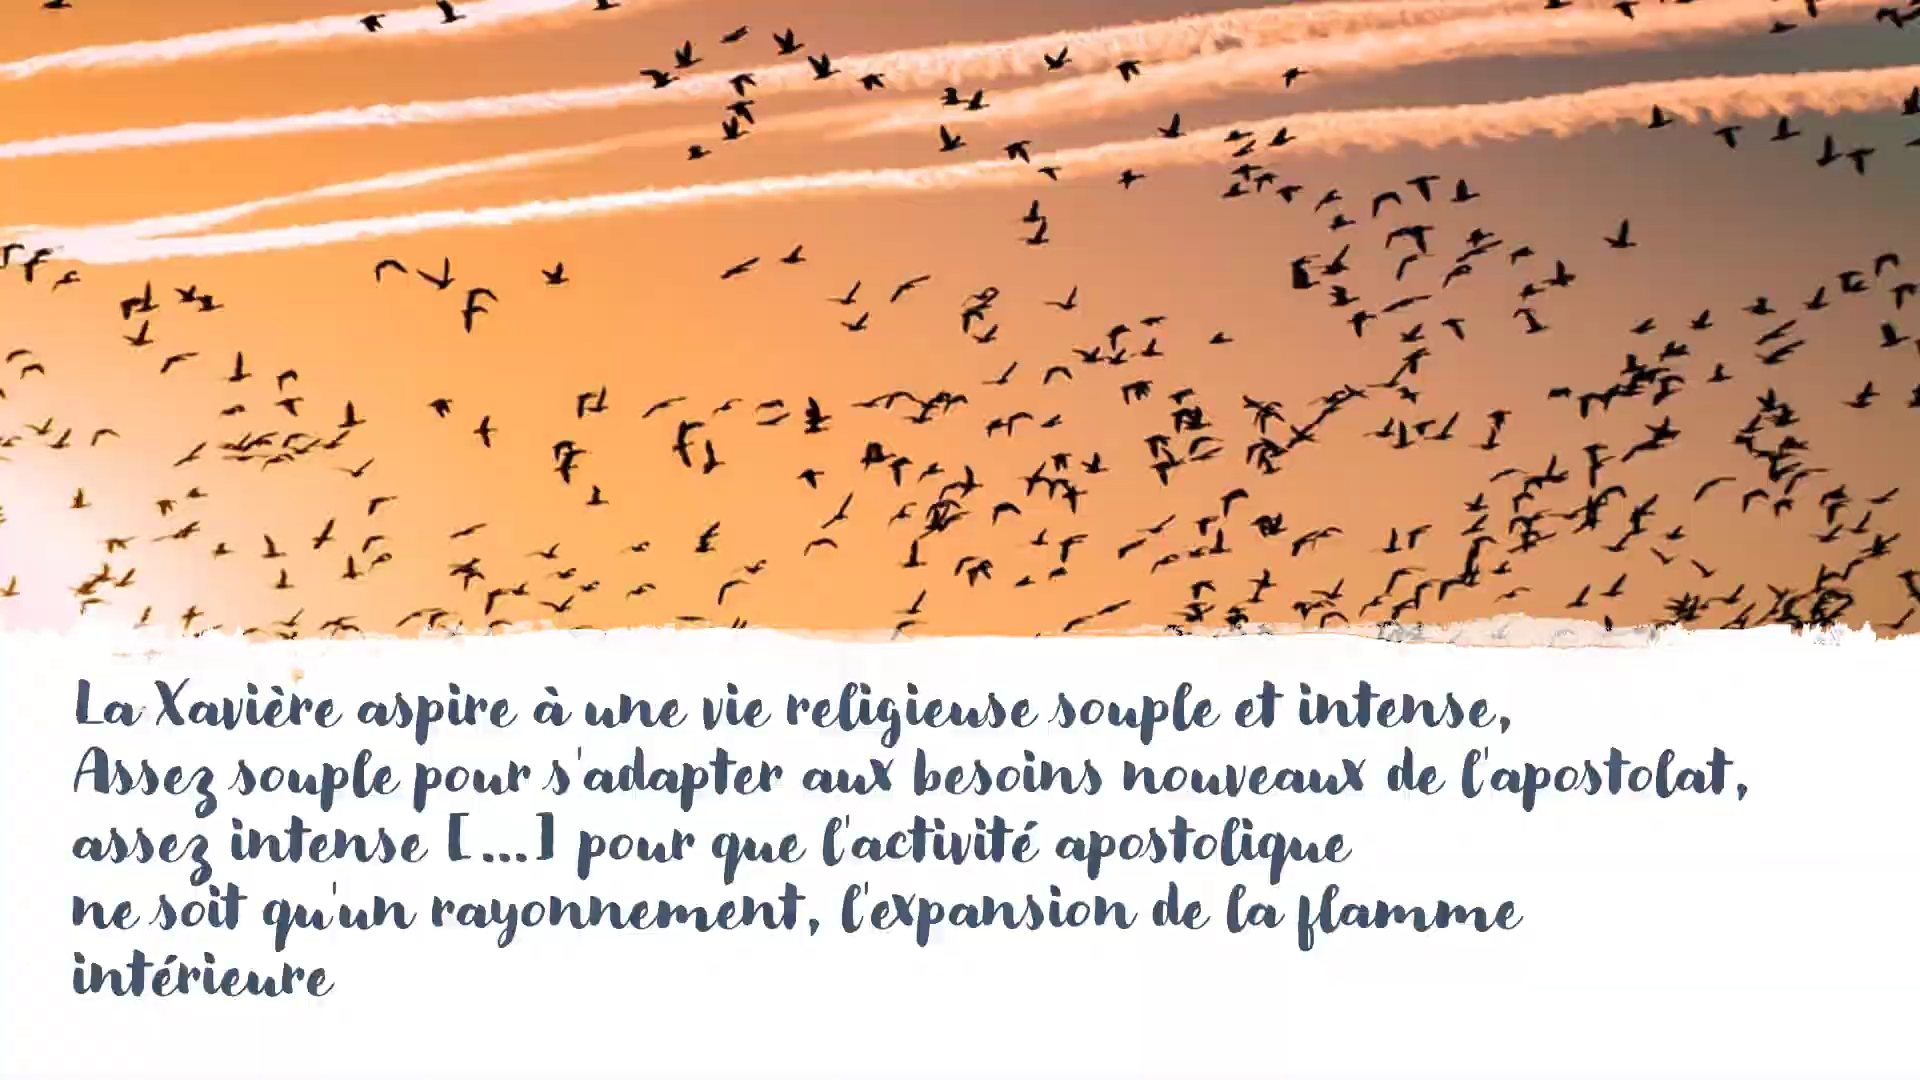 La Xavière aspire à une vie religieuse souple et intense,
Assez souple pour s'adapter aux besoins nouveaux de l'apostolat,
assez intense [...] pour que l'activité apostolique
ne soit qu'un rayonnement, l'expansion de la flamme
intérieure